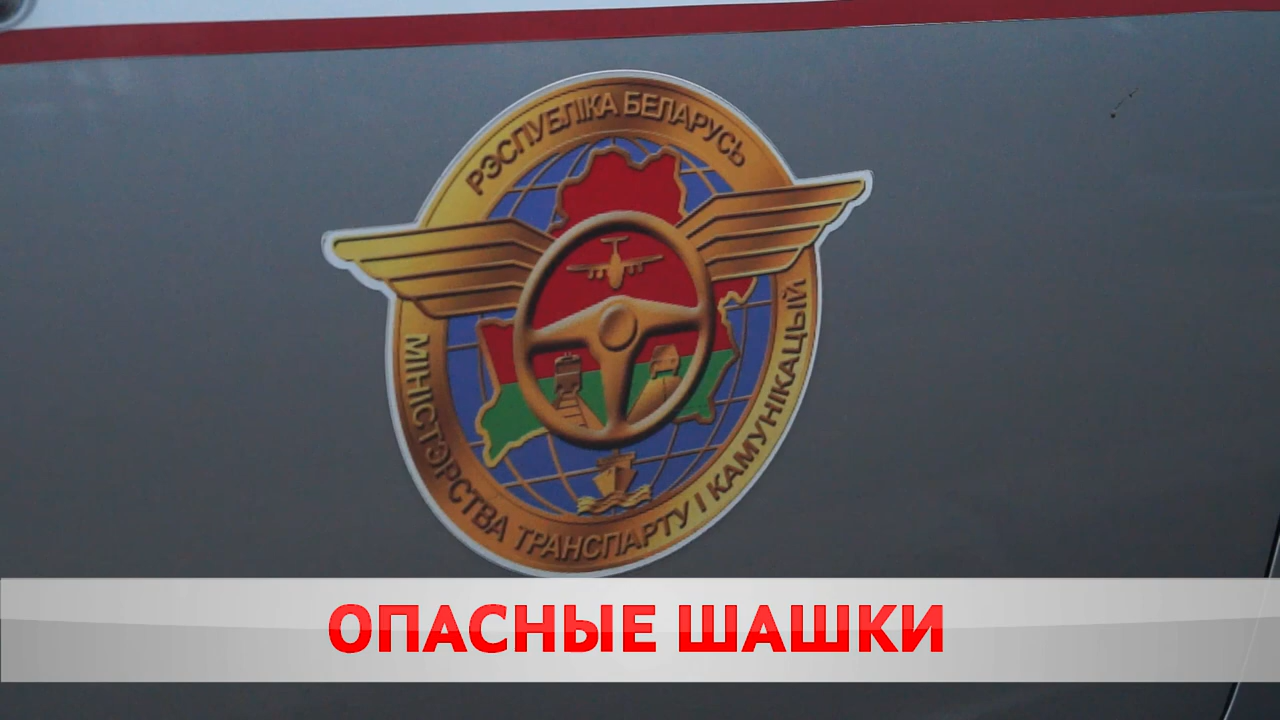 РЭСПУБЛІКА БЕЛАРУСЬ
МІНІСТЭРСТВА ТРАНСПАРТУ І КАМУНІКАЦЫЙ
ОПАСНЫЕ ШАШКИ